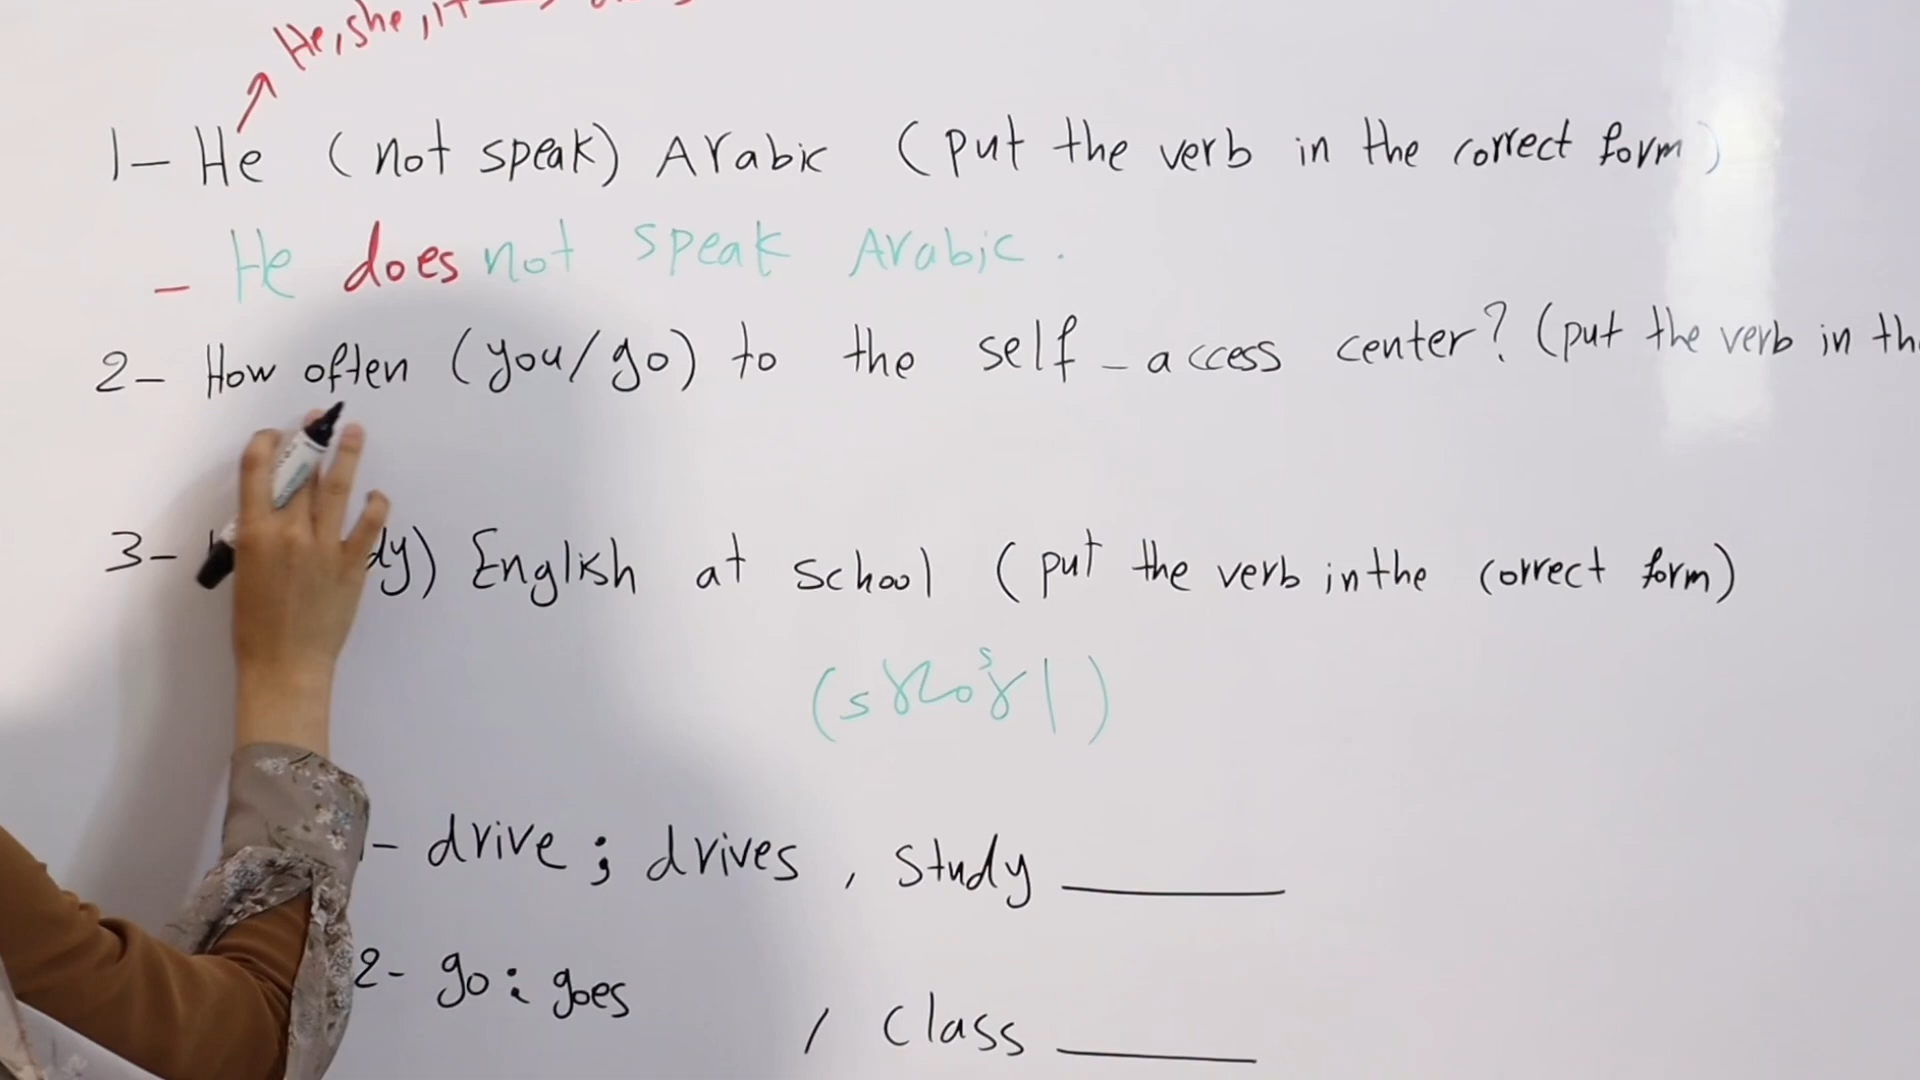 He, she, it
1- He (not speak) Arabic (put the verb in the correct form)
- He does not speak Arabic.
2- How often (you/go) to the self-access center? (put the verb in th
3- dy) English at school (put the verb in the correct form)
- drive ; drives , study ______
2- go : goes
/ Class ______